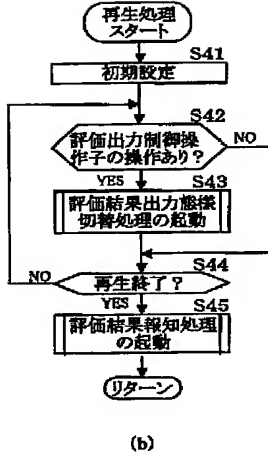 再生処理
スタート
S41
初期設定
S42
評価出力制御操
作子の操作あり？
NO
YES
S43
評価結果出力態様
切替処理の起動
S44
NO
再生終了？
YES
S45
評価結果報知処理
の起動
リターン
(b)